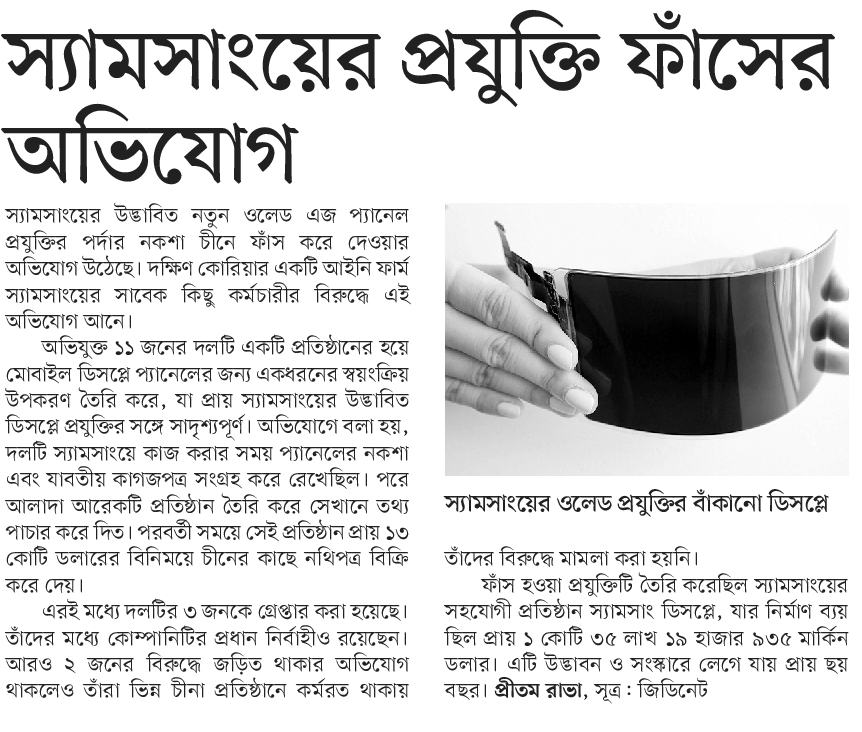 স্যামসাংয়ের প্রযুক্তি ফাঁসের
অভিযোগ
স্যামসাংয়ের উদ্ভাবিত নতুন ওলেড এজ প্যানেল
প্রযুক্তির পর্দার নকশা চীনে ফাঁস করে দেওয়ার
অভিযোগ উঠেছে। দক্ষিণ কোরিয়ার একটি আইনি ফার্ম
স্যামসাংয়ের সাবেক কিছু কর্মচারীর বিরুদ্ধে এই
অভিযোগ আনে।
অভিযুক্ত ১১ জনের দলটি একটি প্রতিষ্ঠানের হয়ে
মোবাইল ডিসপ্লে প্যানেলের জন্য একধরনের স্বয়ংক্রিয়
উপকরণ তৈরি করে, যা প্রায় স্যামসাংয়ের উদ্ভাবিত
ডিসপ্লে প্রযুক্তির সঙ্গে সাদৃশ্যপূর্ণ। অভিযোগে বলা হয়,
দলটি স্যামসাংয়ে কাজ করার সময় প্যানেলের নকশা
এবং যাবতীয় কাগজপত্র সংগ্রহ করে রেখেছিল। পরে
আলাদা আরেকটি প্রতিষ্ঠান তৈরি করে সেখানে তথ্য
পাচার করে দিত। পরবর্তী সময়ে সেই প্রতিষ্ঠান প্রায় ১৩
কোটি ডলারের বিনিময়ে চীনের কাছে নথিপত্র বিক্রি
করে দেয়।
এরই মধ্যে দলটির ৩ জনকে গ্রেপ্তার করা হয়েছে।
তাঁদের মধ্যে কোম্পানিটির প্রধান নির্বাহীও রয়েছেন।
আরও ২ জনের বিরুদ্ধে জড়িত থাকার অভিযোগ
থাকলেও তাঁরা ভিন্ন চীনা প্রতিষ্ঠানে কর্মরত থাকায়
স্যামসাংয়ের ওলেড প্রযুক্তির বাঁকানো ডিসপ্লে
তাঁদের বিরুদ্ধে মামলা করা হয়নি।
ফাঁস হওয়া প্রযুক্তিটি তৈরি করেছিল স্যামসাংয়ের
সহযোগী প্রতিষ্ঠান স্যামসাং ডিসপ্লে, যার নির্মাণ ব্যয়
ছিল প্রায় ১ কোটি ৩৫ লাখ ১৯ হাজার ৯৩৫ মার্কিন
ডলার। এটি উদ্ভাবন ও সংস্কারে লেগে যায় প্রায় ছয়
বছর। প্রীতম রাভা, সূত্র : জিডিনেট